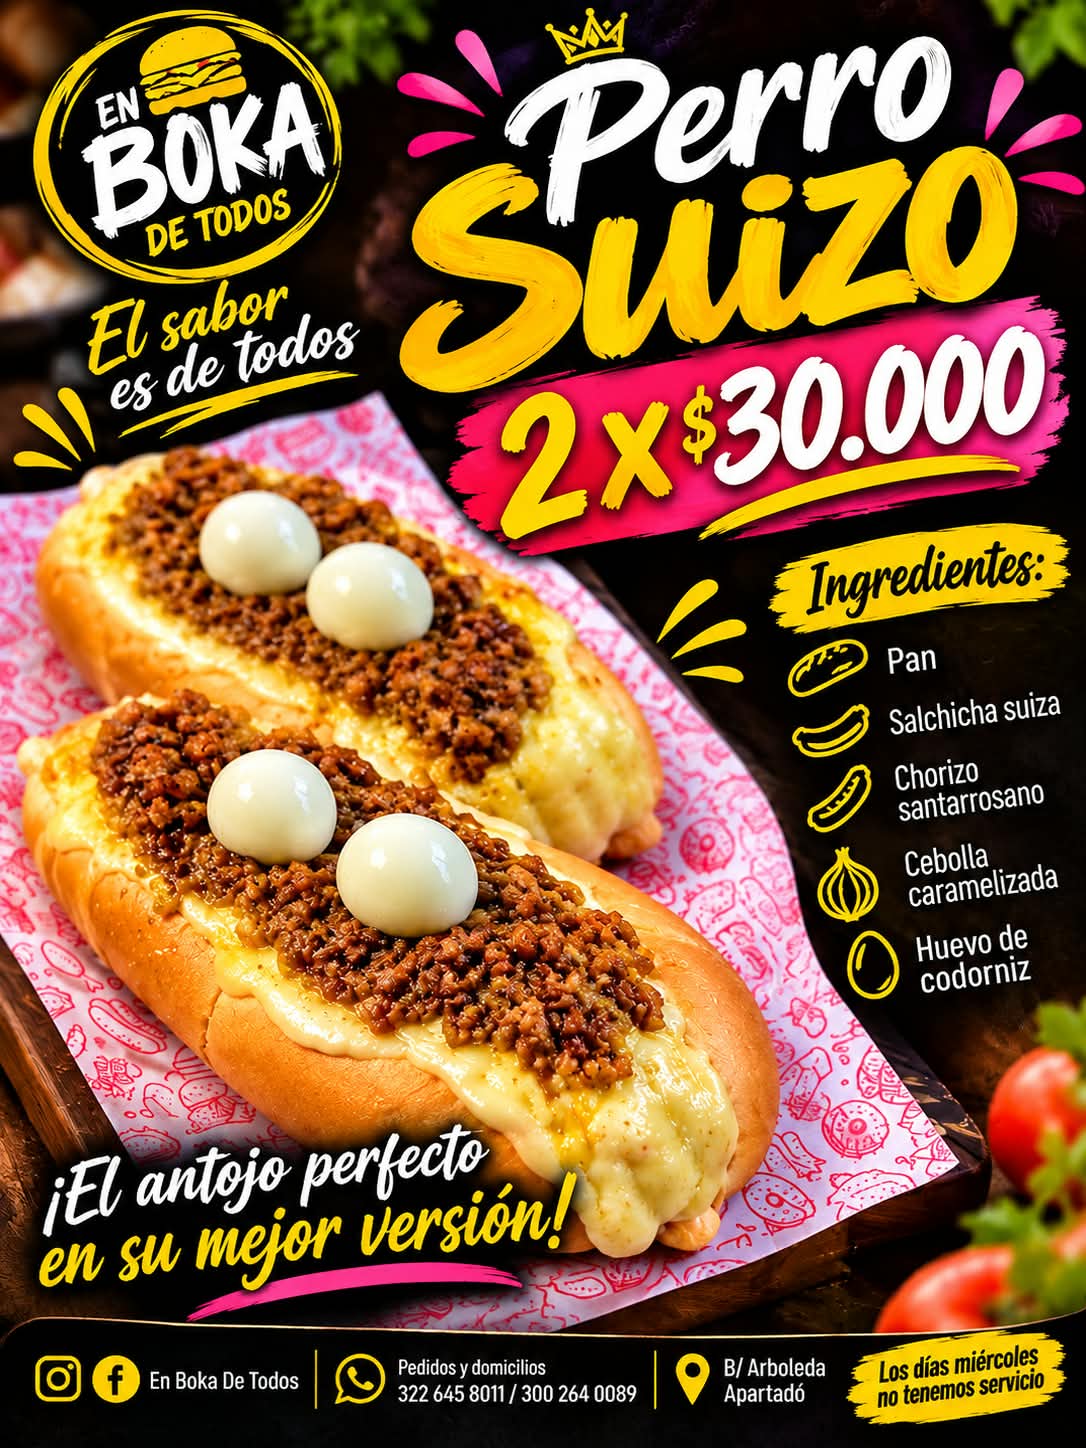 EN
BOKA
DE TODOS
El sabor
es de todos
Perro
Suizo
2 x $30.000
Ingredientes:
Pan
Salchicha suiza
Chorizo
santarrosano
Cebolla
caramelizada
Huevo de
codorniz
¡El antojo perfecto
en su mejor versión!
En Boka De Todos
Pedidos y domicilios
322 645 8011 / 300 264 0089
B/ Arboleda
Apartadó
Los días miércoles
no tenemos servicio